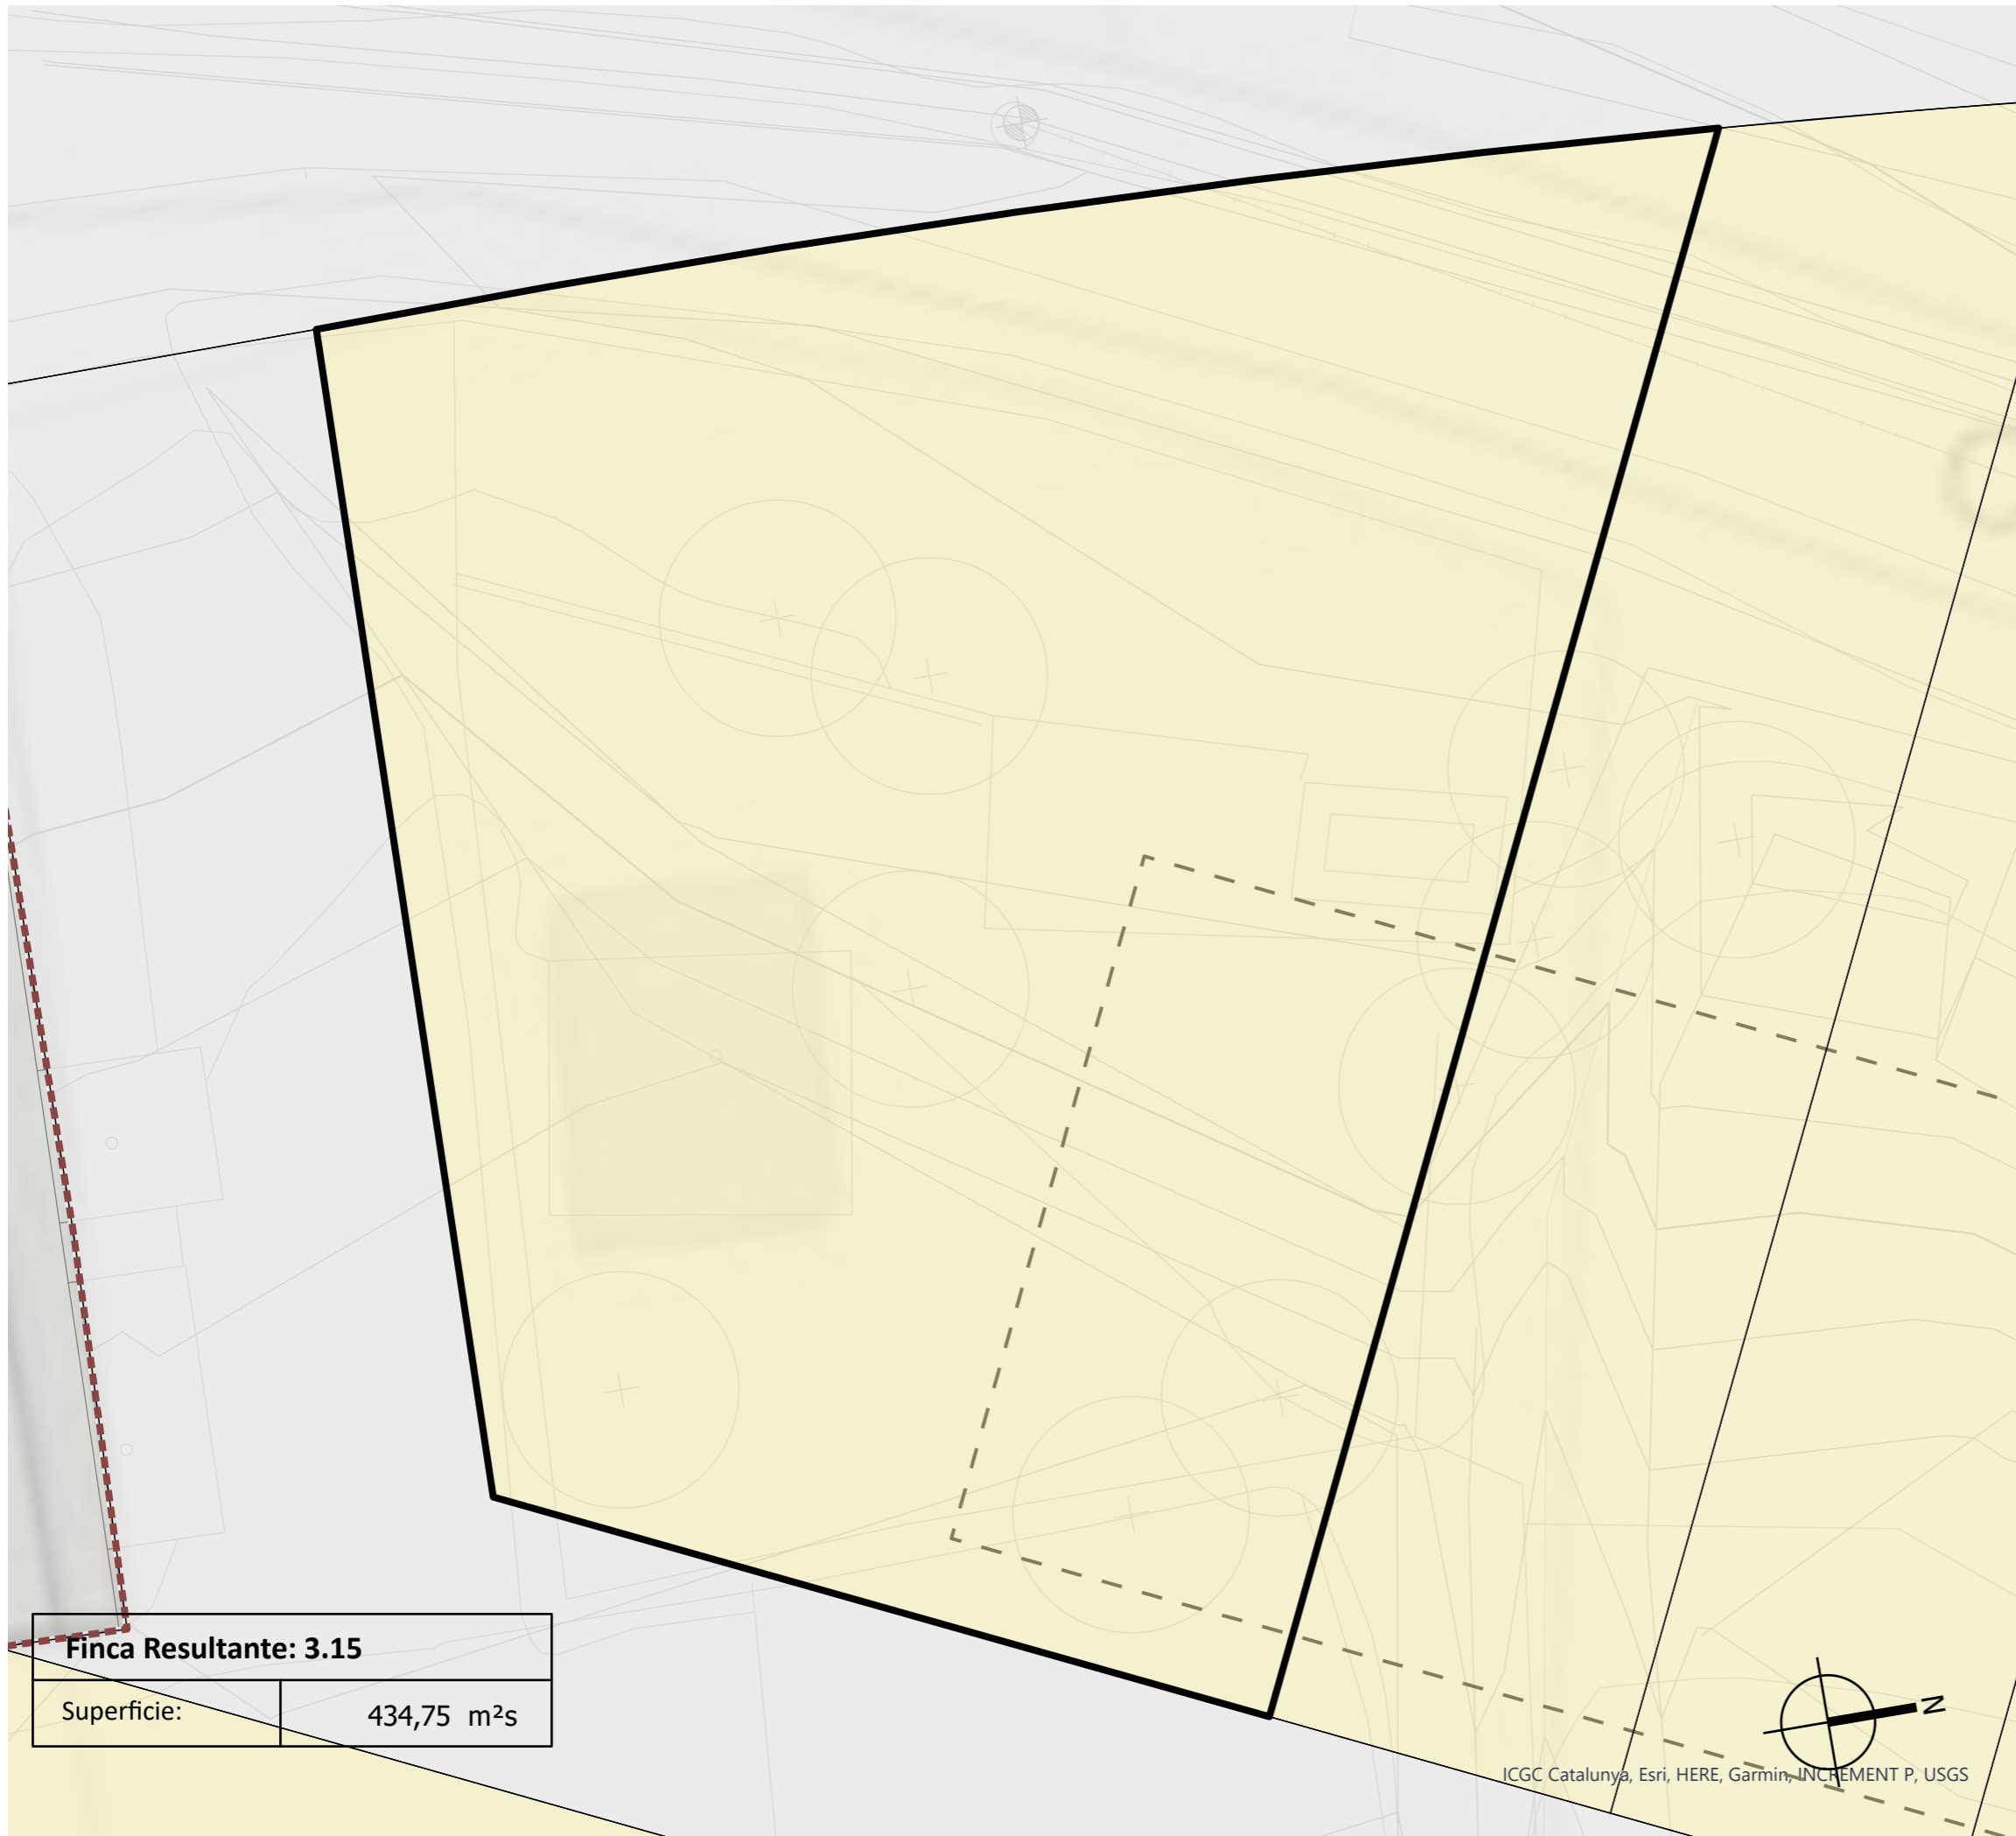 Finca Resultante: 3.15
Superficie: 434,75 m²s
N
ICGC Catalunya, Esri, HERE, Garmin, INCREMENT P, USGS